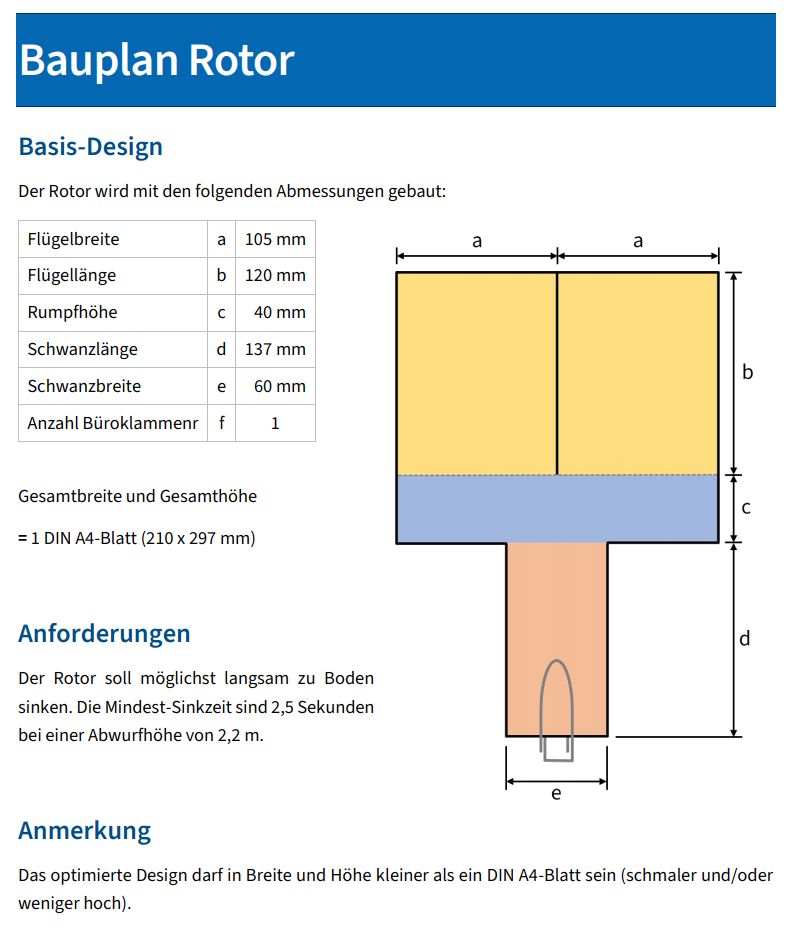 Bauplan Rotor
Basis-Design
Der Rotor wird mit den folgenden Abmessungen gebaut:
Flügelbreite a 105 mm
Flügellänge b 120 mm
Rumpfhöhe c 40 mm
Schwanzlänge d 137 mm
Schwanzbreite e 60 mm
Anzahl Büroklammenr f 1
a a
b
c
d
e
Gesamtbreite und Gesamthöhe
= 1 DIN A4-Blatt (210 x 297 mm)
Anforderungen
Der Rotor soll möglichst langsam zu Boden
sinken. Die Mindest-Sinkzeit sind 2,5 Sekunden
bei einer Abwurfhöhe von 2,2 m.
Anmerkung
Das optimierte Design darf in Breite und Höhe kleiner als ein DIN A4-Blatt sein (schmaler und/oder
weniger hoch).